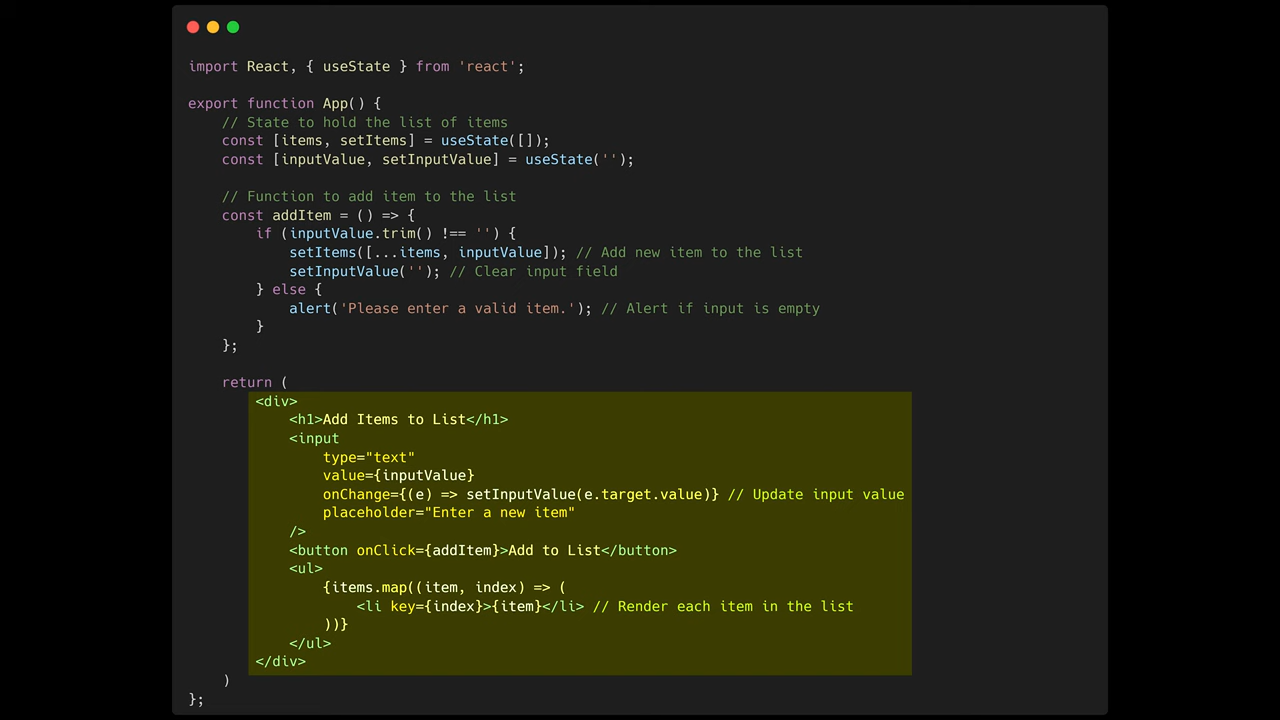 import React, { useState } from 'react';
export function App() {
// State to hold the list of items
const [items, setItems] = useState([]);
const [inputValue, setInputValue] = useState('');
// Function to add item to the list
const addItem = () => {
if (inputValue.trim() !== '') {
setItems([...items, inputValue]); // Add new item to the list
setInputValue(''); // Clear input field
} else {
alert('Please enter a valid item.'); // Alert if input is empty
}
};
return (
<div>
<h1>Add Items to List</h1>
<input
type="text"
value={inputValue}
onChange={(e) => setInputValue(e.target.value)} // Update input value
placeholder="Enter a new item"
/>
<button onClick={addItem}>Add to List</button>
<ul>
{items.map((item, index) => (
<li key={index}>{item}</li> // Render each item in the list
))}
</ul>
</div>
)
};